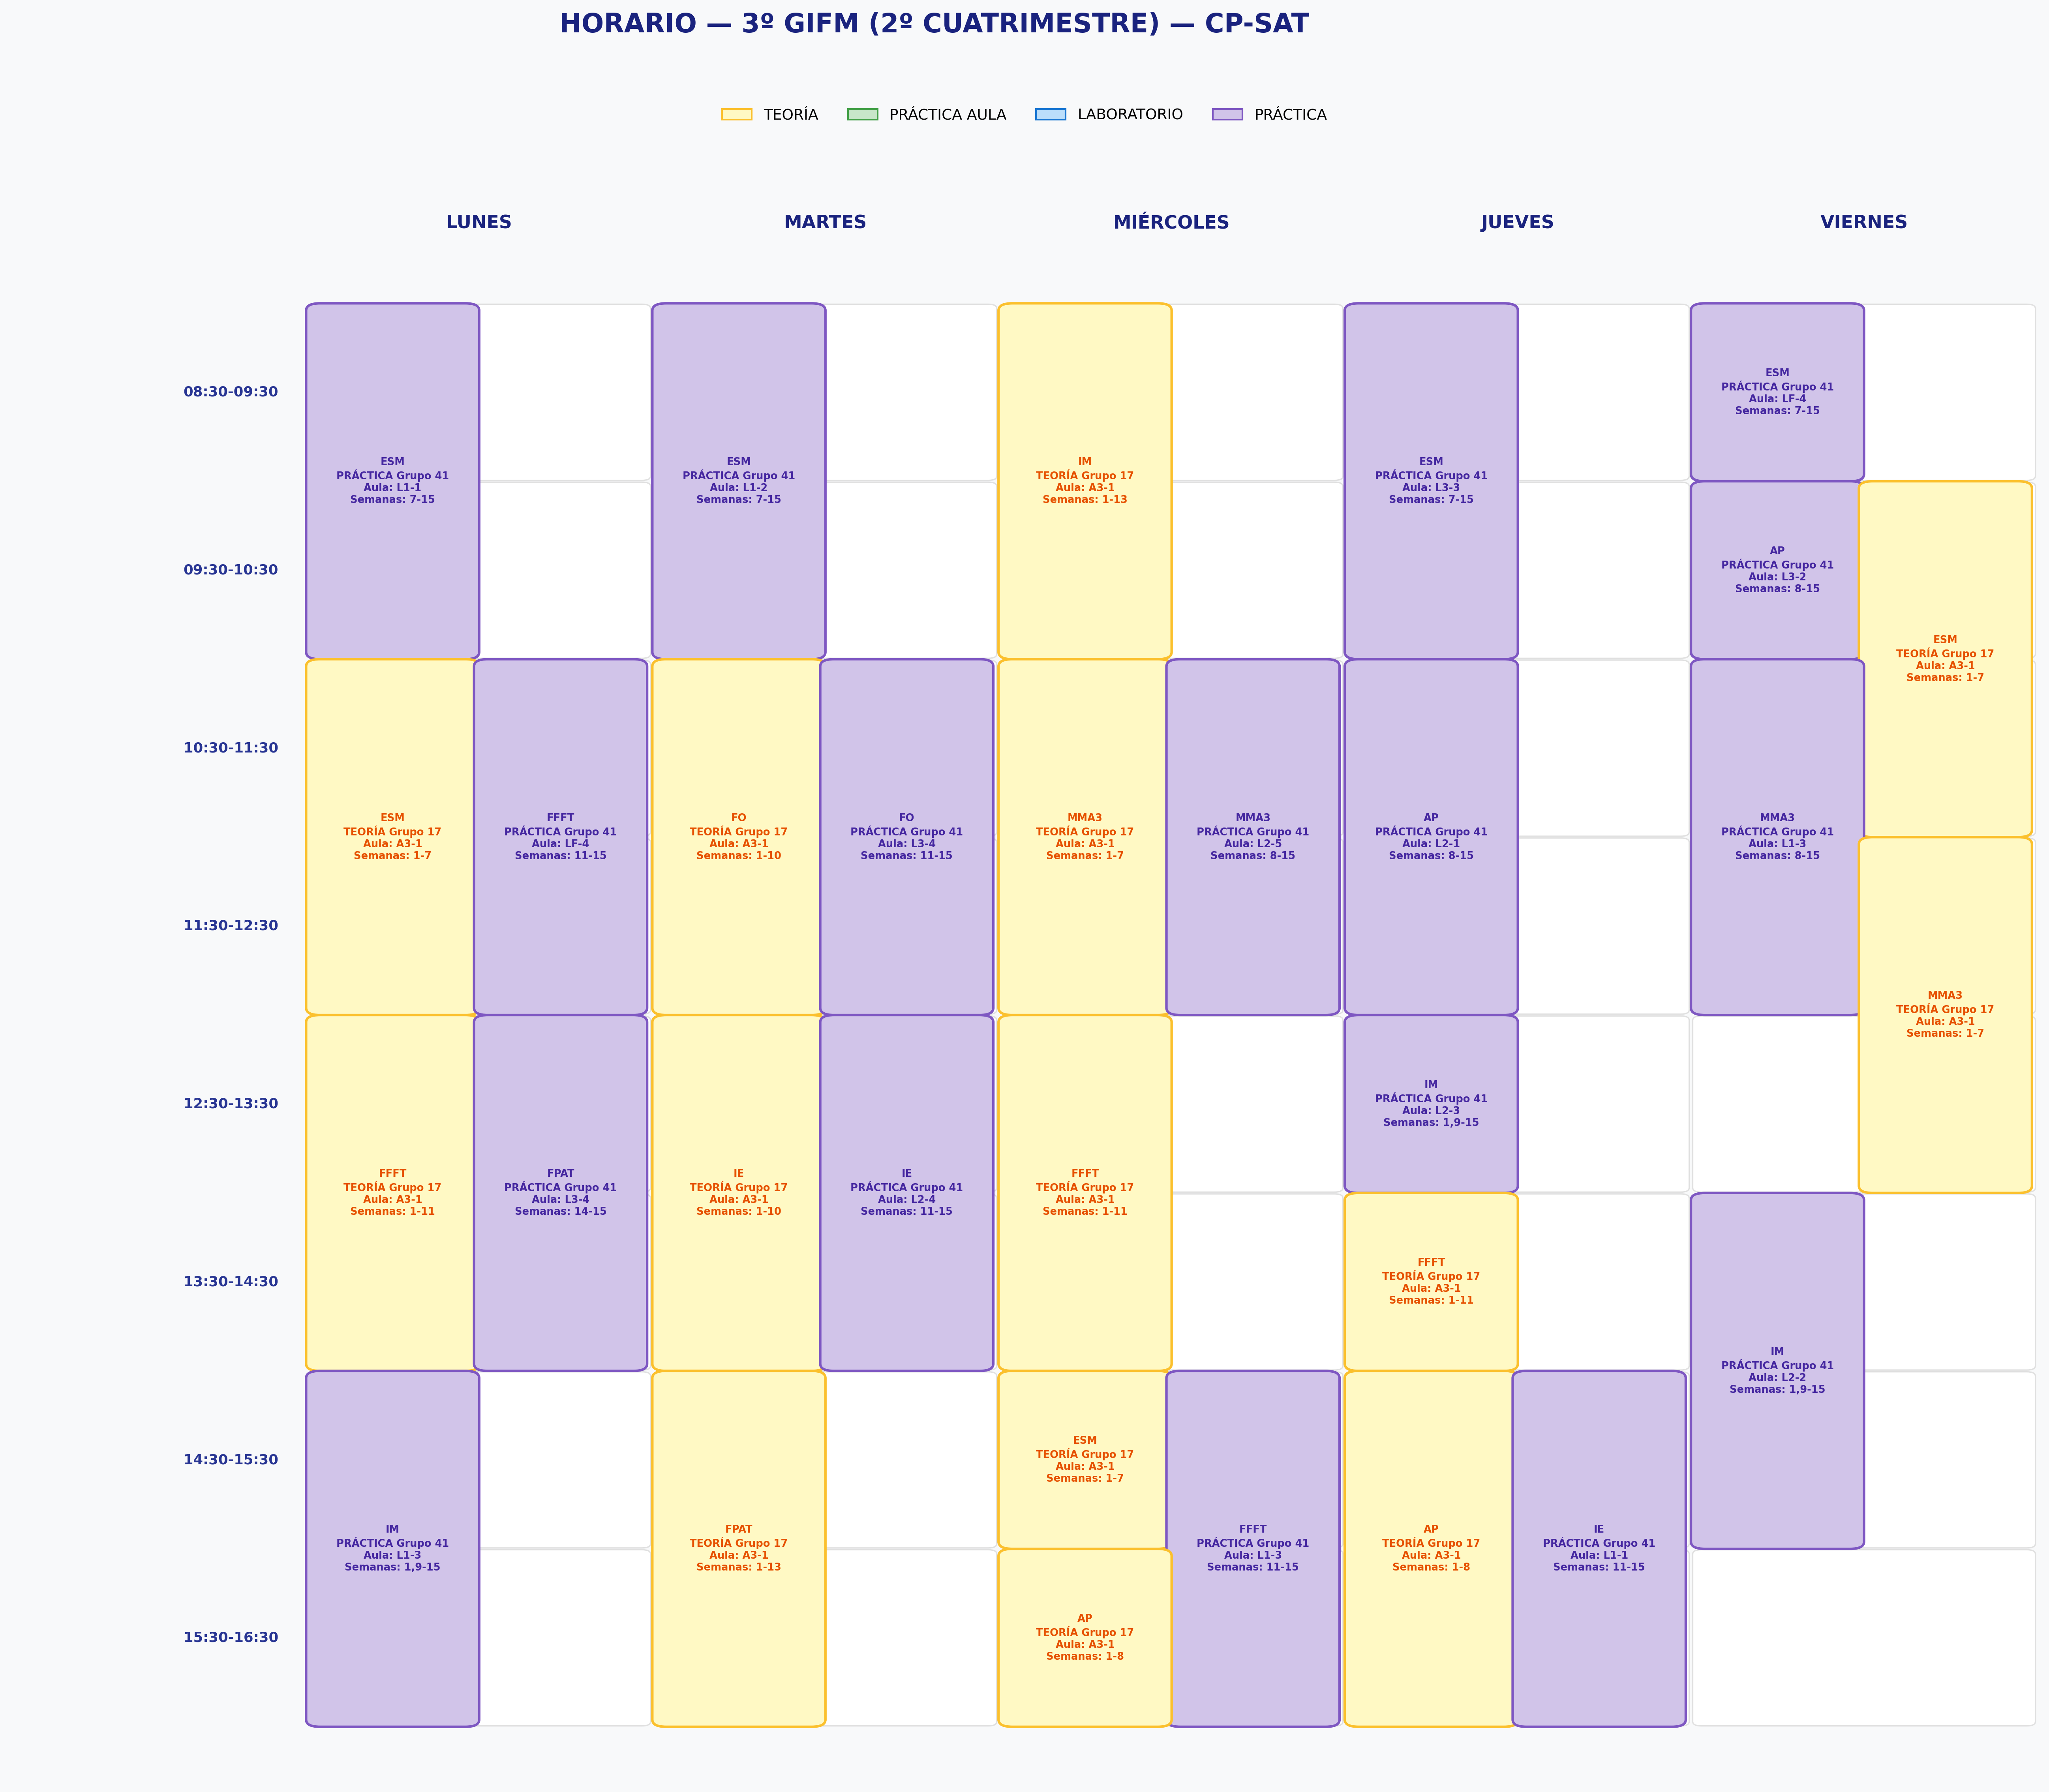 HORARIO — 3º GIFM (2º CUATRIMESTRE) — CP-SAT
TEORÍA
PRÁCTICA AULA
LABORATORIO
PRÁCTICA
LUNES
MARTES
MIÉRCOLES
JUEVES
VIERNES
08:30-09:30
09:30-10:30
10:30-11:30
11:30-12:30
12:30-13:30
13:30-14:30
14:30-15:30
15:30-16:30
ESM
PRÁCTICA Grupo 41
Aula: L1-1
Semanas: 7-15
ESM
TEORÍA Grupo 17
Aula: A3-1
Semanas: 1-7
FFFT
PRÁCTICA Grupo 41
Aula: LF-4
Semanas: 11-15
FFFT
TEORÍA Grupo 17
Aula: A3-1
Semanas: 1-11
FPAT
PRÁCTICA Grupo 41
Aula: L3-4
Semanas: 14-15
IM
PRÁCTICA Grupo 41
Aula: L1-3
Semanas: 1,9-15
ESM
PRÁCTICA Grupo 41
Aula: L1-2
Semanas: 7-15
FO
TEORÍA Grupo 17
Aula: A3-1
Semanas: 1-10
FO
PRÁCTICA Grupo 41
Aula: L3-4
Semanas: 11-15
IE
TEORÍA Grupo 17
Aula: A3-1
Semanas: 1-10
IE
PRÁCTICA Grupo 41
Aula: L2-4
Semanas: 11-15
FPAT
TEORÍA Grupo 17
Aula: A3-1
Semanas: 1-13
IM
TEORÍA Grupo 17
Aula: A3-1
Semanas: 1-13
MMA3
TEORÍA Grupo 17
Aula: A3-1
Semanas: 1-7
MMA3
PRÁCTICA Grupo 41
Aula: L2-5
Semanas: 8-15
FFFT
TEORÍA Grupo 17
Aula: A3-1
Semanas: 1-11
ESM
TEORÍA Grupo 17
Aula: A3-1
Semanas: 1-7
FFFT
PRÁCTICA Grupo 41
Aula: L1-3
Semanas: 11-15
AP
TEORÍA Grupo 17
Aula: A3-1
Semanas: 1-8
ESM
PRÁCTICA Grupo 41
Aula: L3-3
Semanas: 7-15
AP
PRÁCTICA Grupo 41
Aula: L2-1
Semanas: 8-15
IM
PRÁCTICA Grupo 41
Aula: L2-3
Semanas: 1,9-15
FFFT
TEORÍA Grupo 17
Aula: A3-1
Semanas: 1-11
AP
TEORÍA Grupo 17
Aula: A3-1
Semanas: 1-8
IE
PRÁCTICA Grupo 41
Aula: L1-1
Semanas: 11-15
ESM
PRÁCTICA Grupo 41
Aula: LF-4
Semanas: 7-15
AP
PRÁCTICA Grupo 41
Aula: L3-2
Semanas: 8-15
ESM
TEORÍA Grupo 17
Aula: A3-1
Semanas: 1-7
MMA3
PRÁCTICA Grupo 41
Aula: L1-3
Semanas: 8-15
MMA3
TEORÍA Grupo 17
Aula: A3-1
Semanas: 1-7
IM
PRÁCTICA Grupo 41
Aula: L2-2
Semanas: 1,9-15